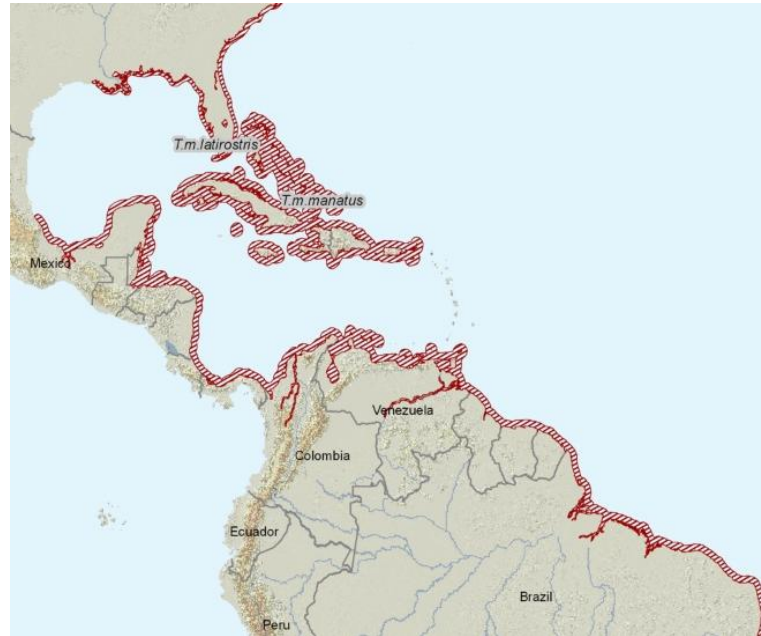 T.m.latirostris
T.m.manatus
Mexico
Venezuela
Colombia
Ecuador
Brazil
Peru